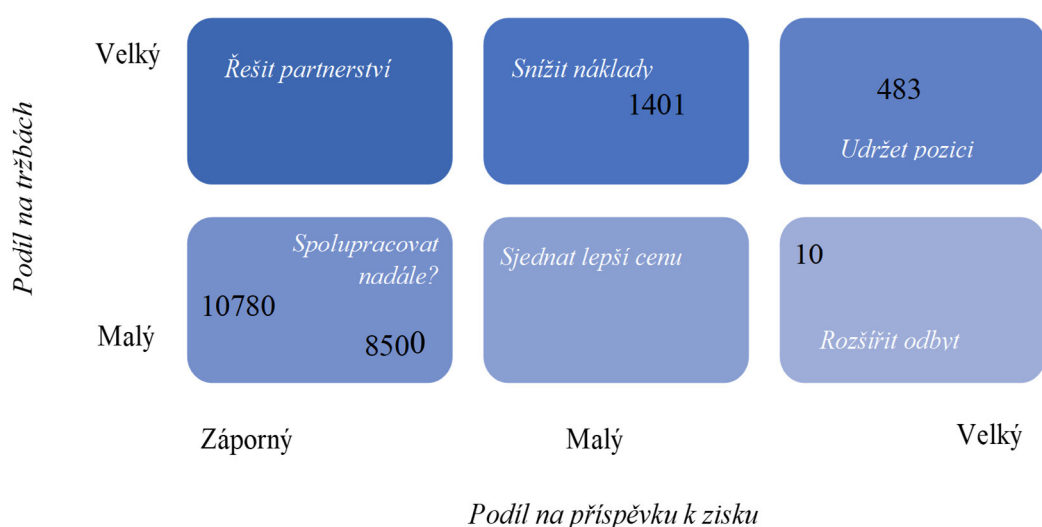 Podíl na tržbách
Velký
Řešit partnerství
Snížit náklady
1401
483
Udržet pozici
Malý
Spolupracovat
nadále?
10780
8500
Sjednat lepší cenu
10
Rozšířit odbyt
Záporný
Malý
Velký
Podíl na příspěvku k zisku